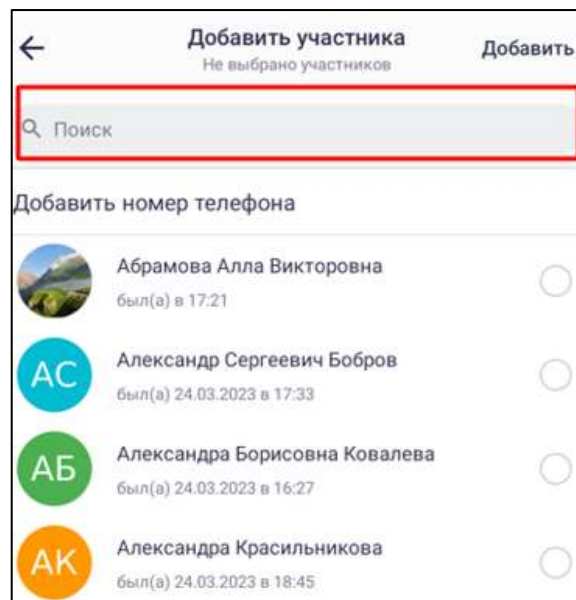 Добавить участника
Не выбрано участников
Добавить
Поиск
Добавить номер телефона
Абрамова Алла Викторовна
был(а) в 17:21
АС
Александр Сергеевич Бобров
был(а) 24.03.2023 в 17:33
АБ
Александра Борисовна Ковалева
был(а) 24.03.2023 в 16:27
АК
Александра Красильникова
был(а) 24.03.2023 в 18:45